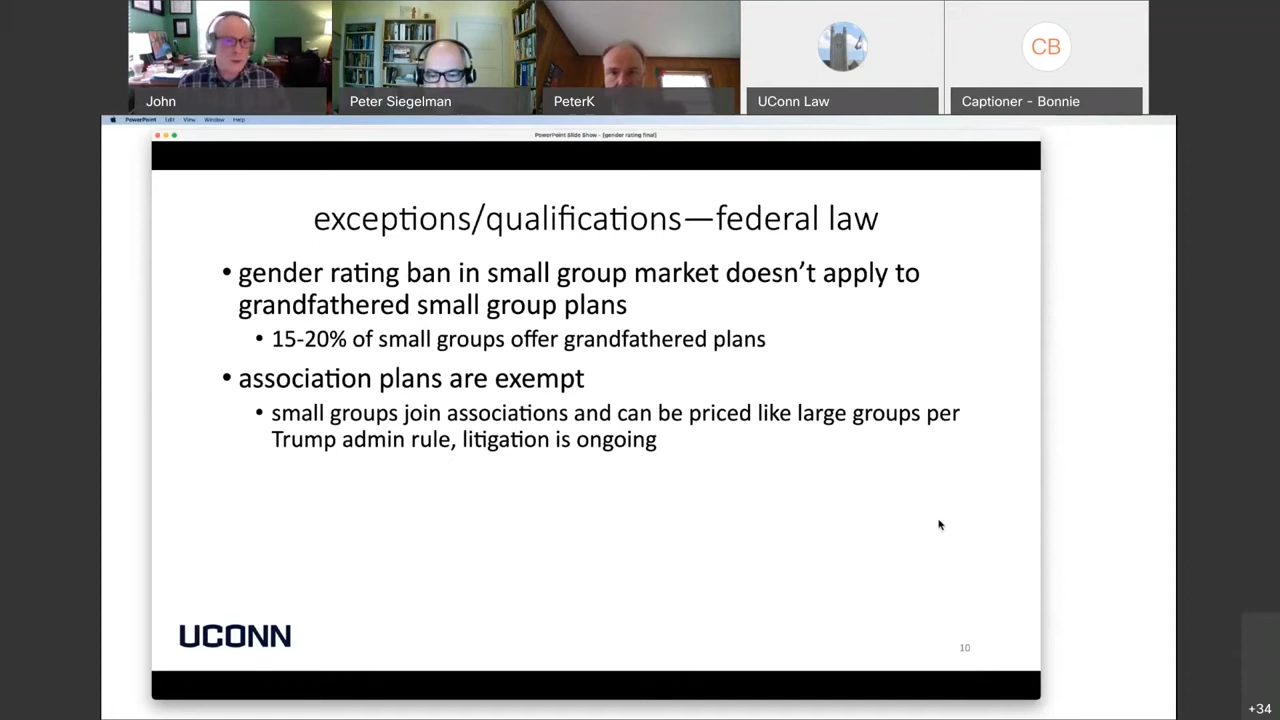 John
Peter Siegelman
PeterK
UConn Law
CB
Captioner - Bonnie
PowerPoint Edit View Window Help
PowerPoint Slide Show - [gender rating final]
exceptions/qualifications—federal law
• gender rating ban in small group market doesn’t apply to
grandfathered small group plans
• 15-20% of small groups offer grandfathered plans
• association plans are exempt
• small groups join associations and can be priced like large groups per
Trump admin rule, litigation is ongoing
UCONN
10
+34